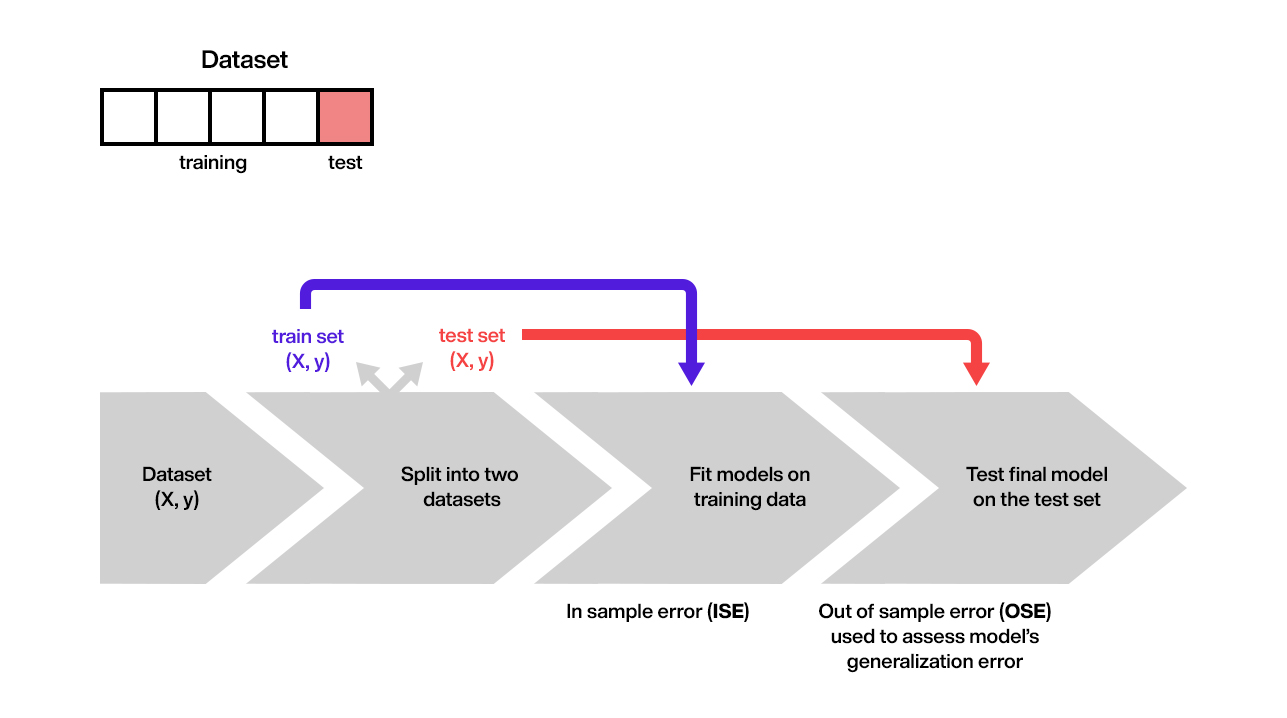 Dataset
training
test
train set
(X, y)
test set
(X, y)
Dataset
(X, y)
Split into two
datasets
Fit models on
training data
Test final model
on the test set
In sample error (ISE)
Out of sample error (OSE)
used to assess model’s
generalization error